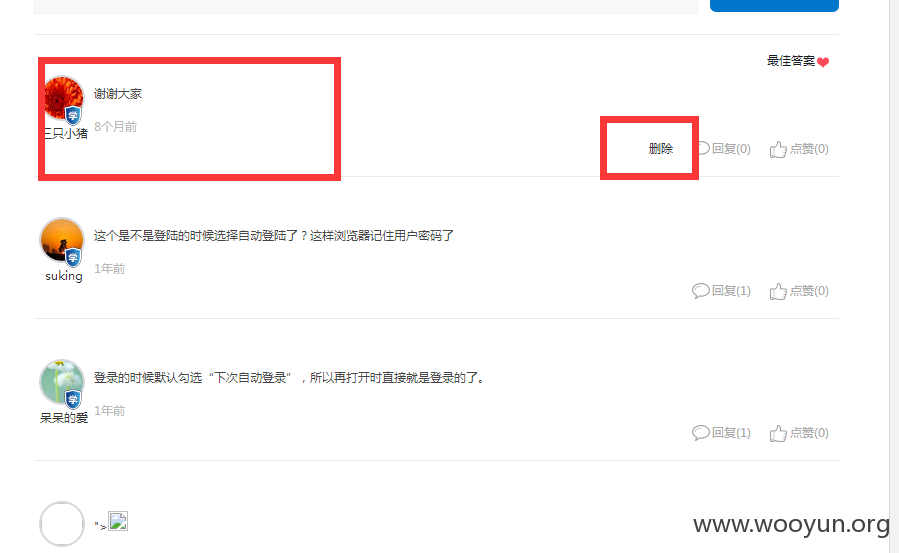 最佳答案
谢谢大家
8个月前
三只小猪
删除 回复(0) 点赞(0)
这个是不是登陆的时候选择自动登陆了？这样浏览器记住用户密码了
1年前
suking
回复(1) 点赞(0)
登录的时候默认勾选“下次自动登录”，所以再打开时直接就是登录的了。
1年前
呆呆的爱
回复(1) 点赞(0)
">
www.wooyun.org
学
学
学